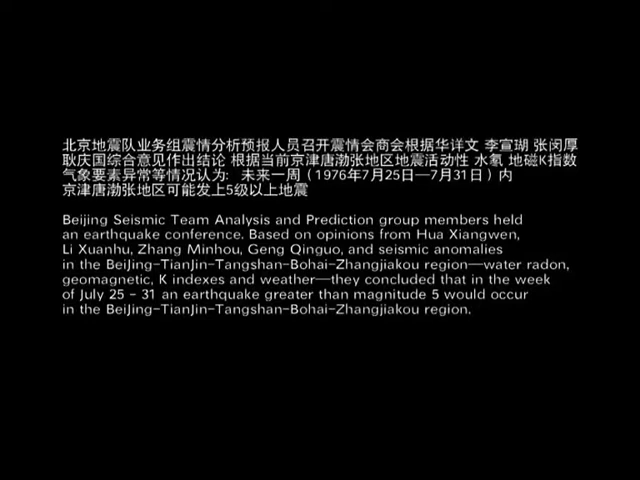 北京地震队业务组震情分析预报人员召开震情会商会根据华详文 李宣瑚 张闵厚
耿庆国综合意见作出结论 根据当前京津唐渤张地区地震活动性 水氡 地磁K指数
气象要素异常等情况认为: 未来一周（1976年7月25日—7月31日）内
京津唐渤张地区可能发上5级以上地震
Beijing Seismic Team Analysis and Prediction group members held
an earthquake conference. Based on opinions from Hua Xiangwen,
Li Xuanhu, Zhang Minhou, Geng Qinguo, and seismic anomalies
in the BeiJing-TianJin-Tangshan-Bohai-Zhangjiakou region—water radon,
geomagnetic, K indexes and weather—they concluded that in the week
of July 25 - 31 an earthquake greater than magnitude 5 would occur
in the BeiJing-TianJin-Tangshan-Bohai-Zhangjiakou region.